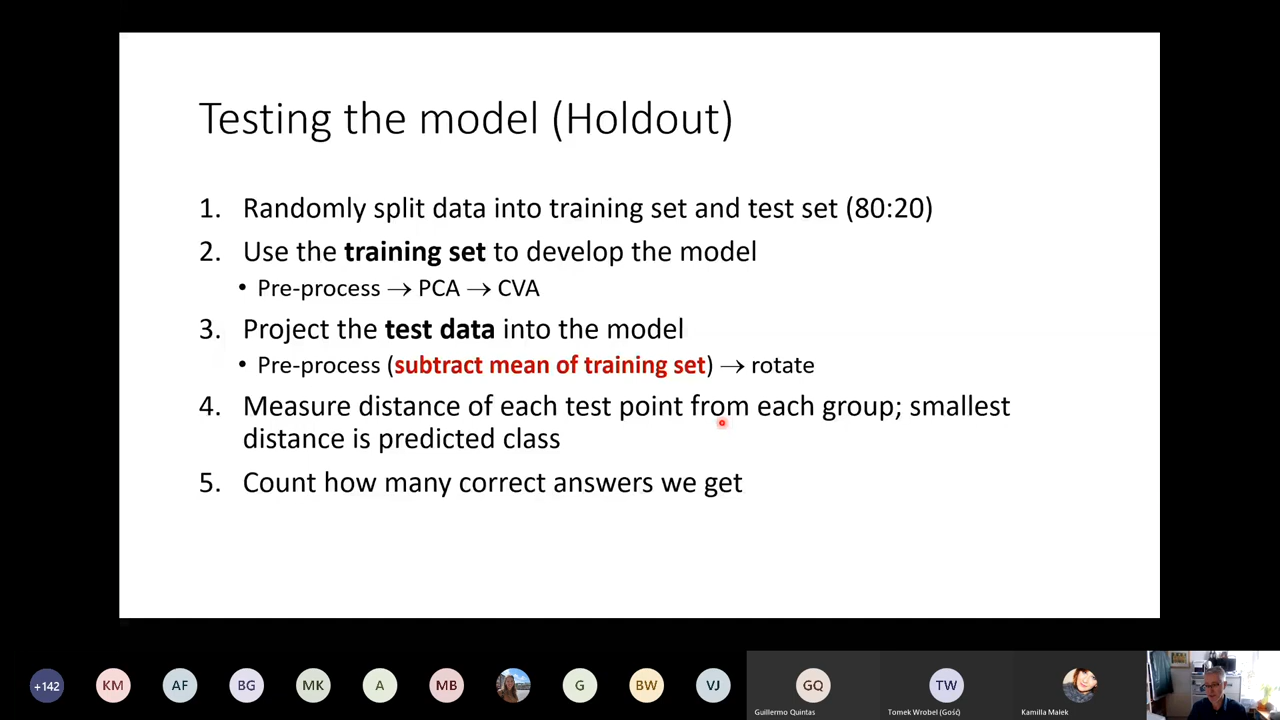 Testing the model (Holdout)
1. Randomly split data into training set and test set (80:20)
2. Use the training set to develop the model
• Pre-process → PCA → CVA
3. Project the test data into the model
• Pre-process (subtract mean of training set) → rotate
4. Measure distance of each test point from each group; smallest
distance is predicted class
5. Count how many correct answers we get
+142 KM AF BG MK A MB G BW VJ GQ TW
Guillermo Quintas Tomek Wrobel (Gość) Kamilla Małek